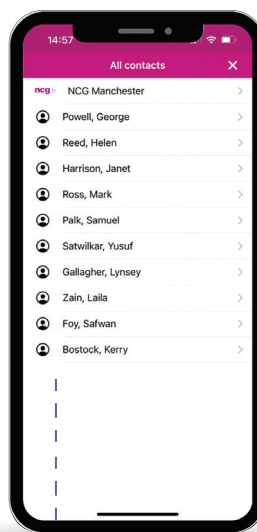 14:57
All contacts
ncg NCG Manchester
Powell, George
Reed, Helen
Harrison, Janet
Ross, Mark
Palk, Samuel
Satwilkar, Yusuf
Gallagher, Lynsey
Zain, Laila
Foy, Safwan
Bostock, Kerry